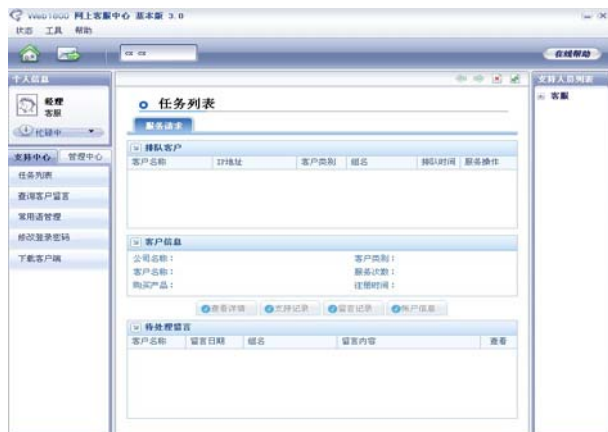 Web1800 网上客服中心 基本版 3.0
状态 工具 帮助
在线帮助
个人信息
经理
客服
忙碌中
支持中心 管理中心
任务列表
查询客户留言
常用语管理
修改登录密码
下载客户端
任务列表
服务请求
排队客户
客户名称 IP地址 客户类别 组名 排队时间 服务操作
客户信息
公司名称： 客户类别：
客户名称： 服务次数：
购买产品： 注册时间：
查看详情 支持记录 留言记录 帐户信息
待处理留言
客户名称 留言日期 组名 留言内容 查看
支持人员列表
客服